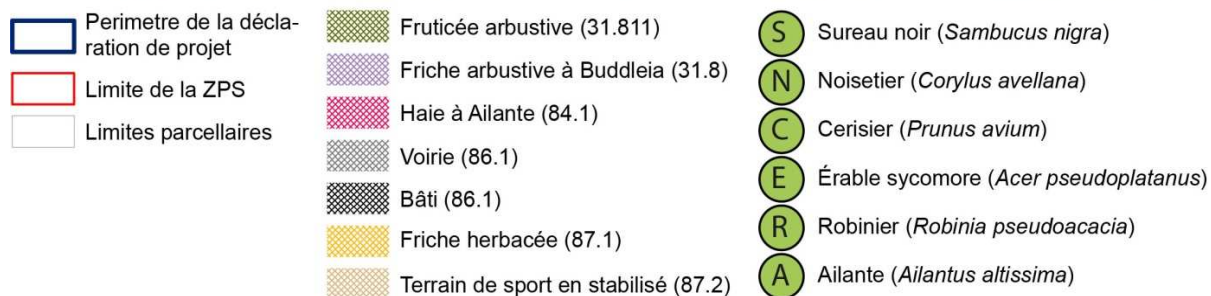 Perimetre de la décla-
ration de projet
Limite de la ZPS
Limites parcellaires
Fruticée arbustive (31.811)
Friche arbustive à Buddleia (31.8)
Haie à Ailante (84.1)
Voirie (86.1)
Bâti (86.1)
Friche herbacée (87.1)
Terrain de sport en stabilisé (87.2)
S Sureau noir (Sambucus nigra)
N Noisetier (Corylus avellana)
C Cerisier (Prunus avium)
E Érable sycomore (Acer pseudoplatanus)
R Robinier (Robinia pseudoacacia)
A Ailante (Ailantus altissima)